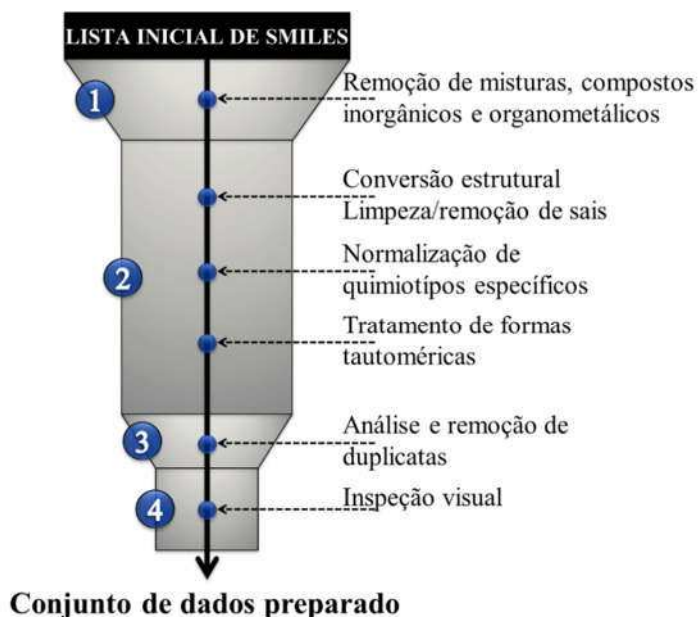 LISTA INICIAL DE SMILES
1
Remoção de misturas, compostos
inorgânicos e organometálicos
Conversão estrutural
Limpeza/remoção de sais
2
Normalização de
quimiotípos específicos
Tratamento de formas
tautoméricas
3
Análise e remoção de
duplicatas
4
Inspeção visual
Conjunto de dados preparado